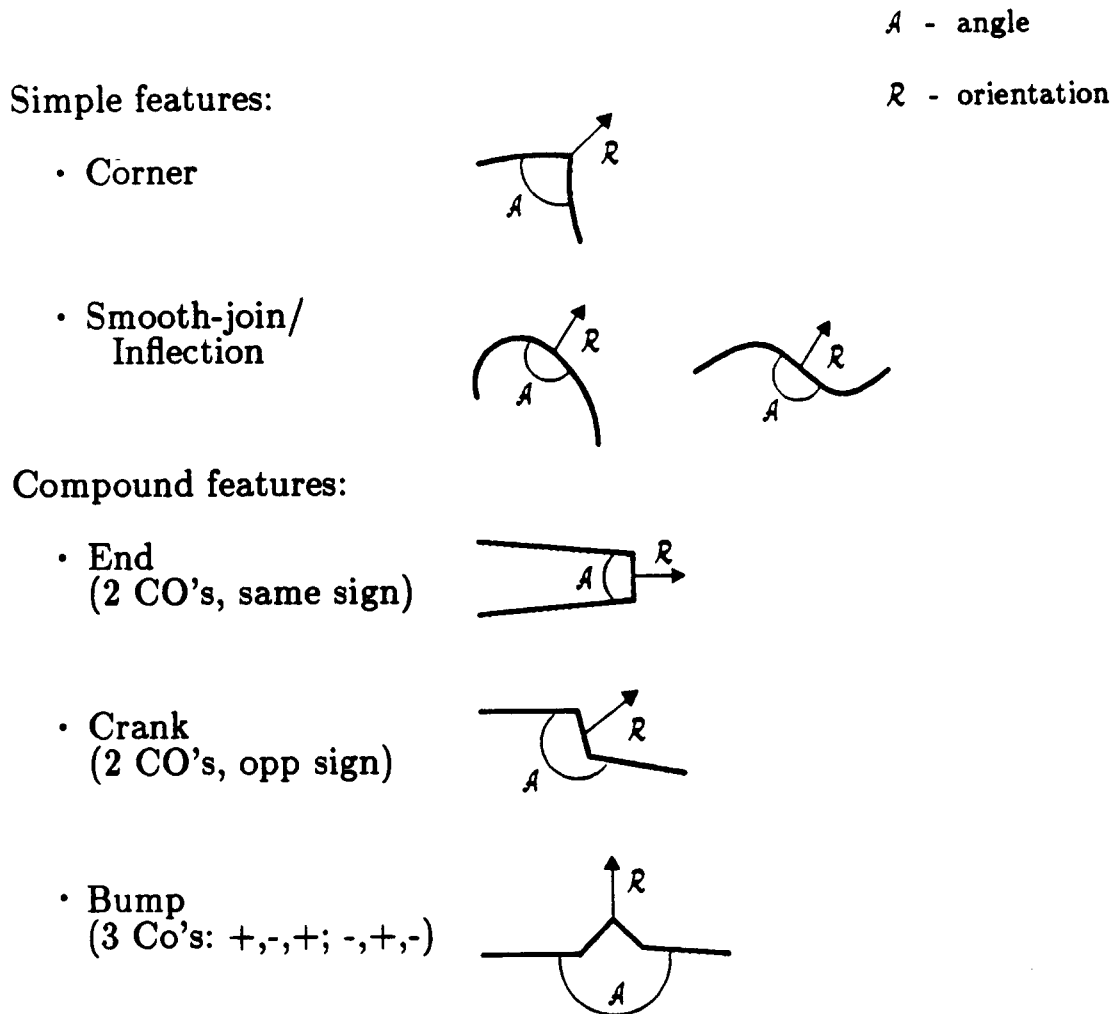 𝒜 - angle
Simple features:
ℛ - orientation
· Corner
ℛ
𝒜
· Smooth-join/
Inflection
ℛ
ℛ
𝒜
𝒜
Compound features:
· End
(2 CO's, same sign)
ℛ
𝒜
· Crank
(2 CO's, opp sign)
ℛ
𝒜
· Bump
(3 Co's: +,-,+; -,+,-)
ℛ
𝒜